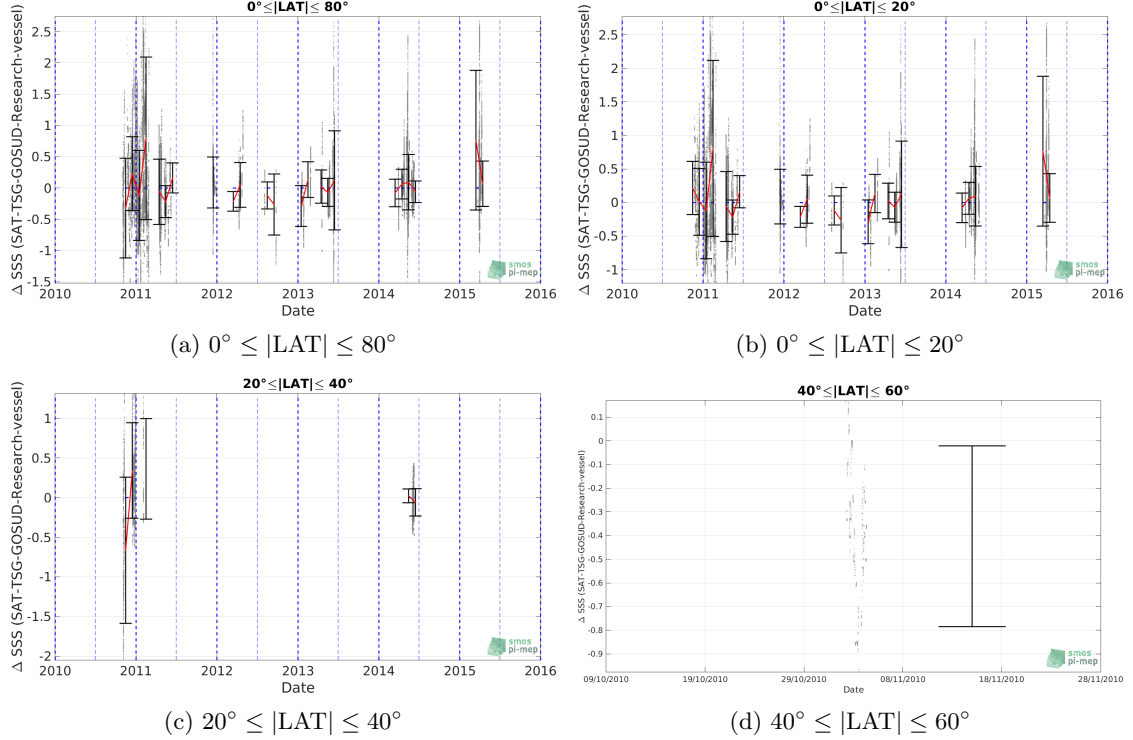 0°≤|LAT|≤ 80°
Δ SSS (SAT-TSG-GOSUD-Research-vessel)
2.5
2
1.5
1
0.5
0
-0.5
-1
-1.5
2010 2011 2012 2013 2014 2015 2016
Date
smos
pi-mep
(a) 0° ≤ |LAT| ≤ 80°
0°≤|LAT|≤ 20°
Δ SSS (SAT-TSG-GOSUD-Research-vessel)
2.5
2
1.5
1
0.5
0
-0.5
-1
2010 2011 2012 2013 2014 2015 2016
Date
smos
pi-mep
(b) 0° ≤ |LAT| ≤ 20°
20°≤|LAT|≤ 40°
Δ SSS (SAT-TSG-GOSUD-Research-vessel)
1
0.5
0
-0.5
-1
-1.5
-2
2010 2011 2012 2013 2014 2015 2016
Date
smos
pi-mep
(c) 20° ≤ |LAT| ≤ 40°
40°≤|LAT|≤ 60°
Δ SSS (SAT-TSG-GOSUD-Research-vessel)
0.1
0
-0.1
-0.2
-0.3
-0.4
-0.5
-0.6
-0.7
-0.8
-0.9
09/10/2010 19/10/2010 29/10/2010 08/11/2010 18/11/2010 28/11/2010
Date
smos
pi-mep
(d) 40° ≤ |LAT| ≤ 60°